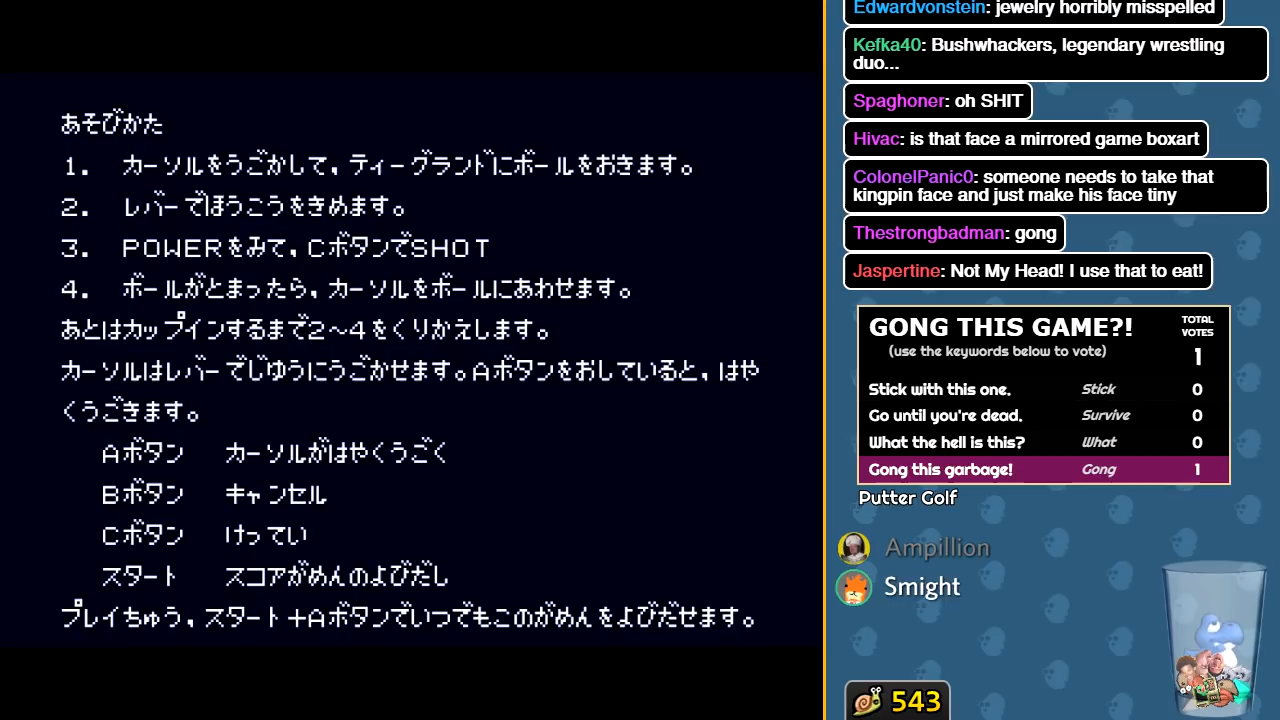 あそびかた
1. カーソルをうごかして，ティーグランドにボールをおきます。
2. レバーでほうこうをきめます。
3. POWERをみて，CボタンでSHOT
4. ボールがとまったら，カーソルをボールにあわせます。
あとはカップインするまで2〜4をくりかえします。
カーソルはレバーでじゆうにうごかせます。Aボタンをおしていると，はや
くうごきます。
Aボタン カーソルがはやくうごく
Bボタン キャンセル
Cボタン けってい
スタート スコアがめんのよびだし
プレイちゅう，スタート＋Aボタンでいつでもこのがめんをよびだせます。
Edwardvonstein: jewelry horribly misspelled
Kefka40: Bushwhackers, legendary wrestling
duo...
Spaghoner: oh SHIT
Hivac: is that face a mirrored game boxart
ColonelPanic0: someone needs to take that
kingpin face and just make his face tiny
Thestrongbadman: gong
Jaspertine: Not My Head! I use that to eat!
GONG THIS GAME?! TOTAL VOTES
(use the keywords below to vote) 1
Stick with this one. Stick 0
Go until you're dead. Survive 0
What the hell is this? What 0
Gong this garbage! Gong 1
Putter Golf
Ampillion
Smight
543